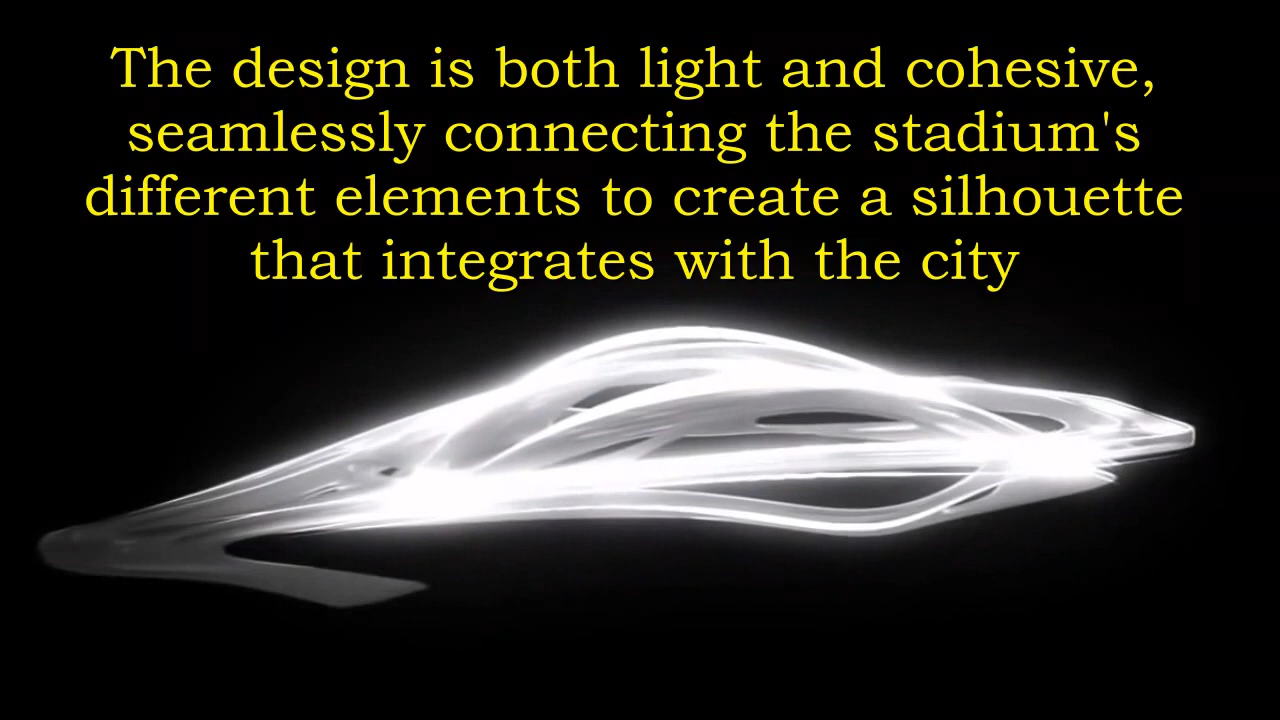 The design is both light and cohesive,
seamlessly connecting the stadium's
different elements to create a silhouette
that integrates with the city